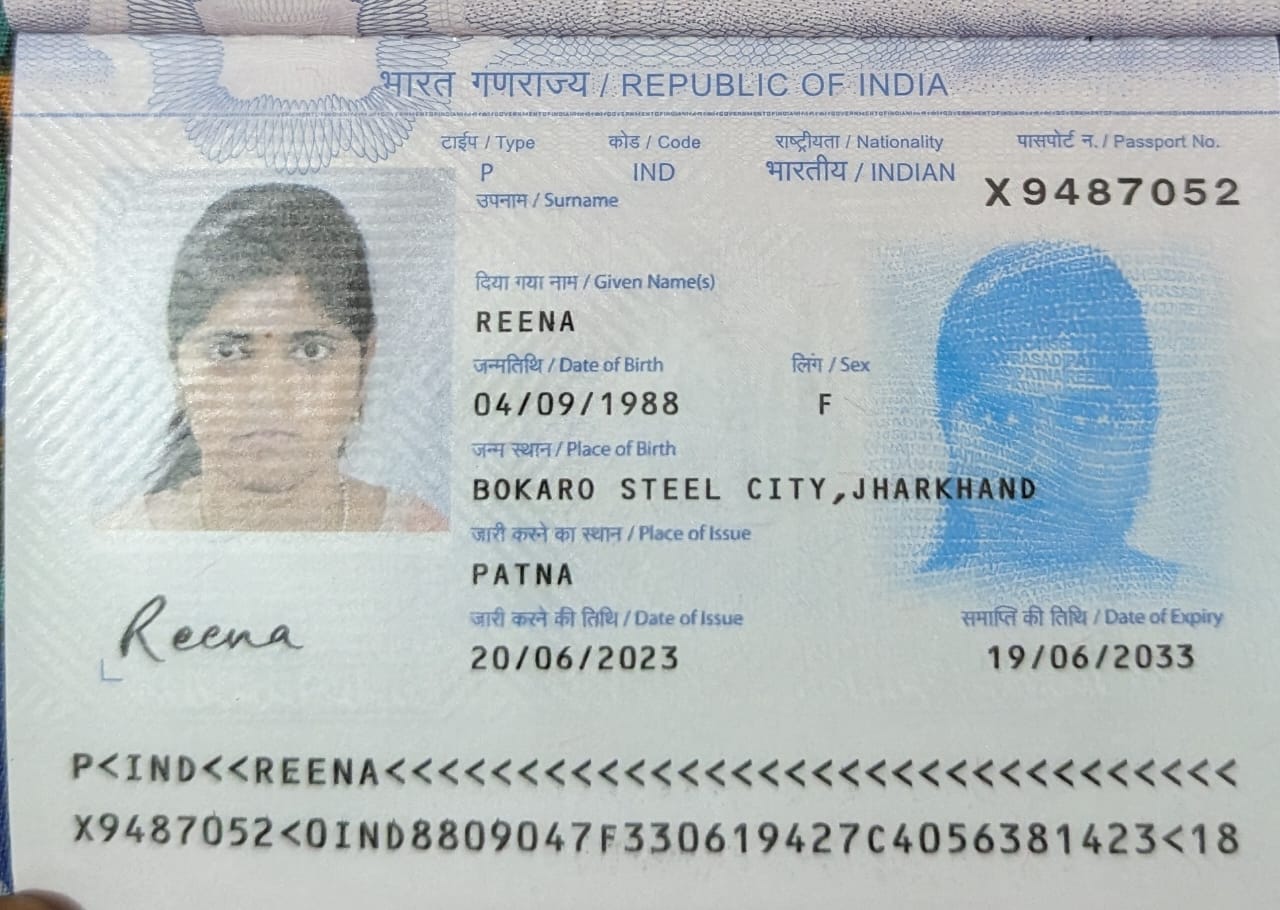 भारत गणराज्य / REPUBLIC OF INDIA
टाईप / Type कोड / Code राष्ट्रीयता / Nationality पासपोर्ट न. / Passport No.
P IND भारतीय / INDIAN X9487052
उपनाम / Surname
दिया गया नाम / Given Name(s)
REENA
जन्मतिथि / Date of Birth लिंग / Sex
04/09/1988 F
जन्म स्थान / Place of Birth
BOKARO STEEL CITY,JHARKHAND
जारी करने का स्थान / Place of Issue
PATNA
जारी करने की तिथि / Date of Issue समाप्ति की तिथि / Date of Expiry
20/06/2023 19/06/2033
Reena
P<IND<<REENA<<<<<<<<<<<<<<<<<<<<<<<<<<<<<<<<
X9487052<0IND8809047F330619427C4056381423<18